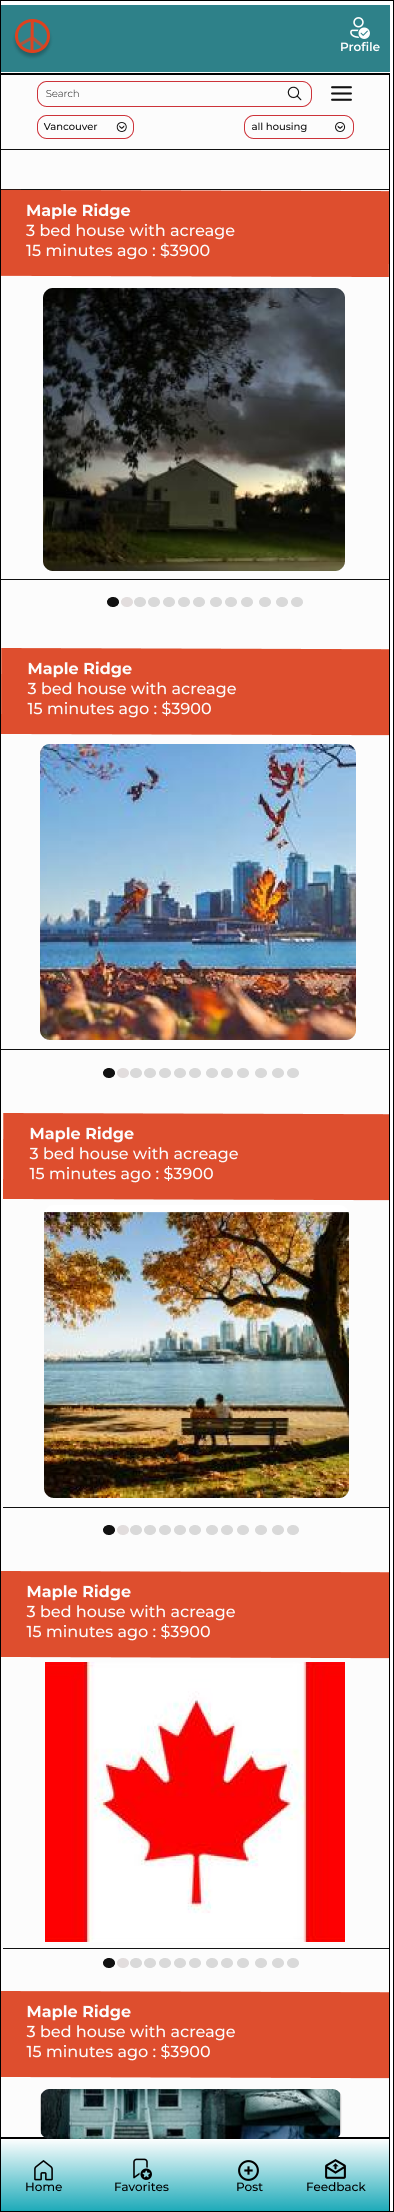 Profile
Search
Vancouver
all housing
Maple Ridge
3 bed house with acreage
15 minutes ago : $3900
Maple Ridge
3 bed house with acreage
15 minutes ago : $3900
Maple Ridge
3 bed house with acreage
15 minutes ago : $3900
Maple Ridge
3 bed house with acreage
15 minutes ago : $3900
Maple Ridge
3 bed house with acreage
15 minutes ago : $3900
Home
Favorites
Post
Feedback